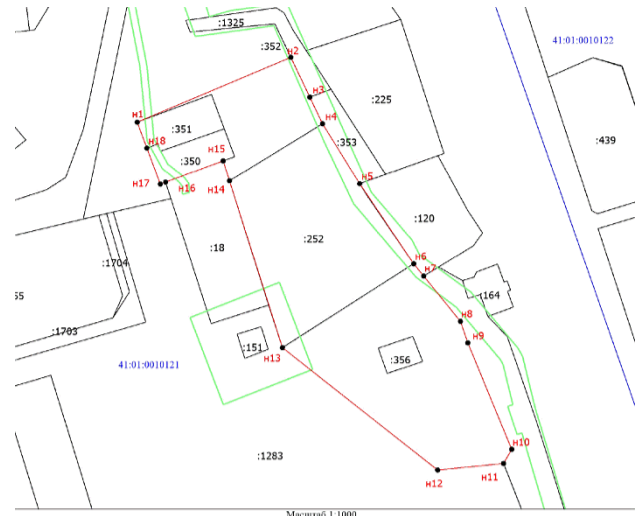 :1325
41:01:0010122
:352
н2
:225
н3
н1
:351
н4
:439
н18
:353
н15
:350
н5
н17
н16
н14
:120
:18
:252
:1704
н6
н7
:164
55
н8
:1703
н9
:151
н13
:356
41:01:0010121
н10
:1283
н11
н12
Масштаб 1:1000